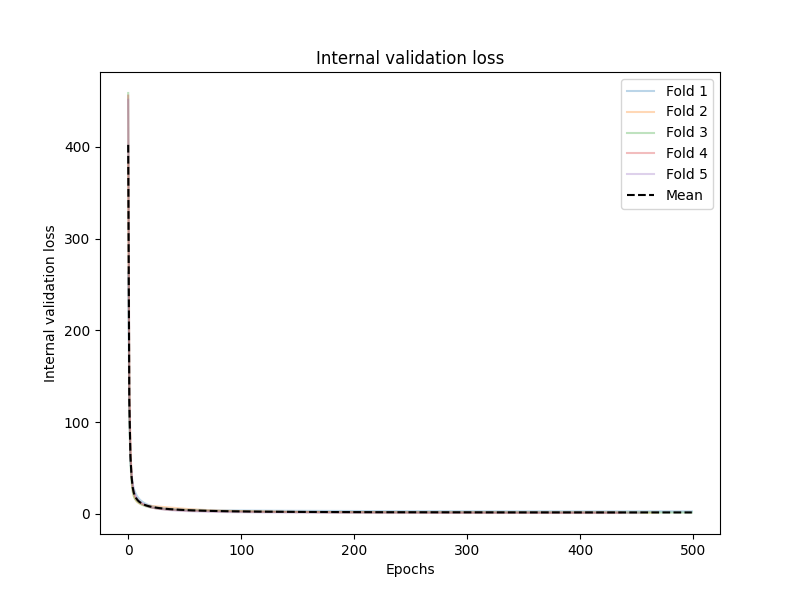 Internal validation loss
Fold 1
Fold 2
Fold 3
Fold 4
Fold 5
Mean
Internal validation loss
400
300
200
100
0
0 100 200 300 400 500
Epochs